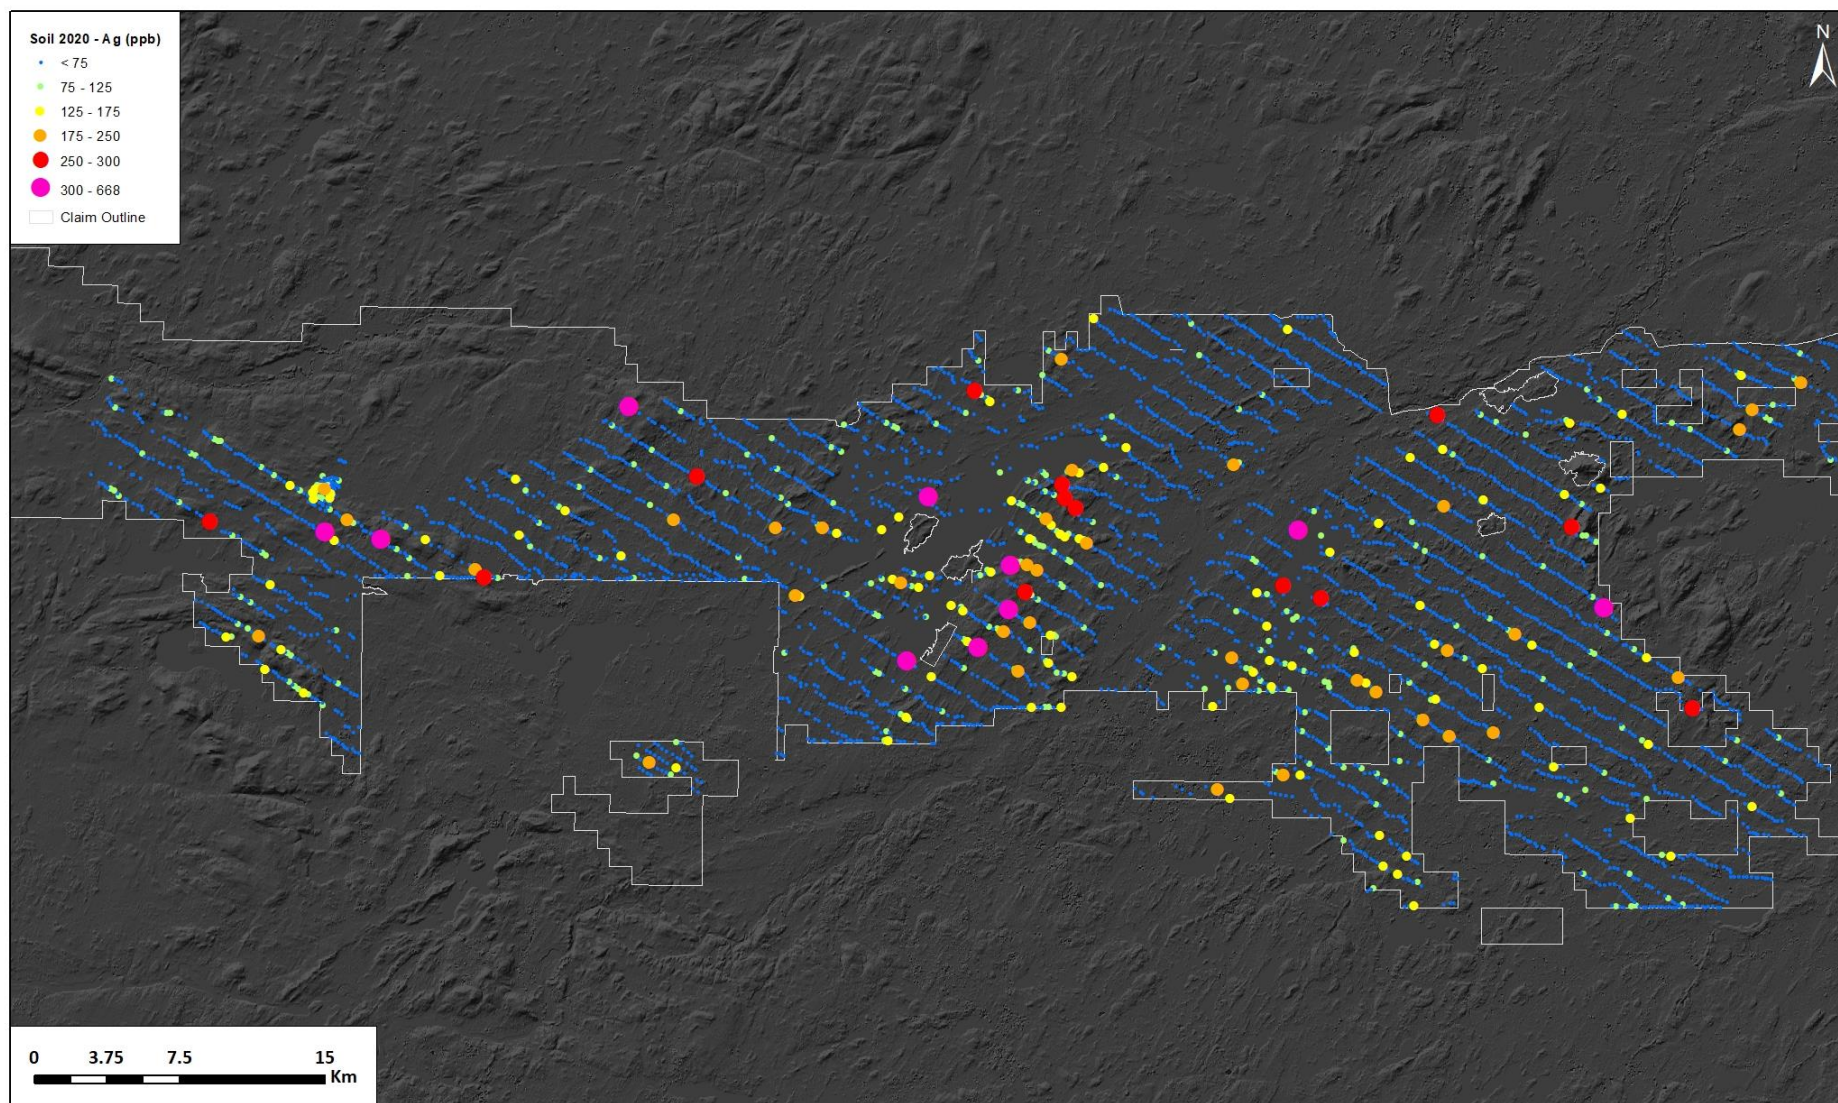 Soil 2020 - Ag (ppb)
< 75
75 - 125
125 - 175
175 - 250
250 - 300
300 - 668
Claim Outline
N
0 3.75 7.5 15
Km